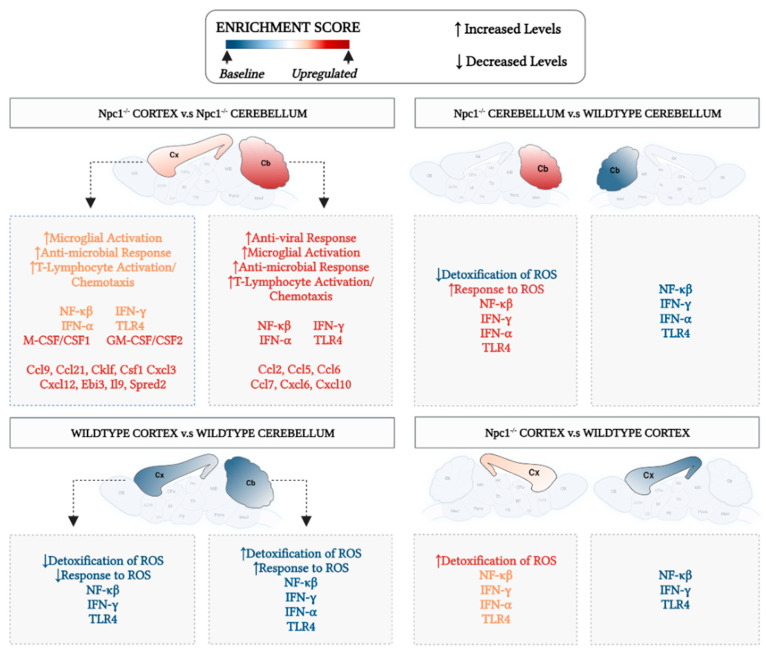 ENRICHMENT SCORE
Baseline
Upregulated
↑Increased Levels
↓Decreased Levels
Npc1-/- CORTEX v.s Npc1-/- CEREBELLUM
Cx
Cb
↑Microglial Activation
↑Anti-microbial Response
↑T-Lymphocyte Activation/
Chemotaxis
NF-κβ IFN-γ
IFN-α TLR4
M-CSF/CSF1 GM-CSF/CSF2
Ccl9, Ccl21, Cklf, Csf1 Cxcl3
Cxcl12, Ebi3, Il9, Spred2
↑Anti-viral Response
↑Microglial Activation
↑Anti-microbial Response
↑T-Lymphocyte Activation/
Chemotaxis
NF-κβ IFN-γ
IFN-α TLR4
Ccl2, Ccl5, Ccl6
Ccl7, Cxcl6, Cxcl10
Npc1-/- CEREBELLUM v.s WILDTYPE CEREBELLUM
Cb
Cb
↓Detoxification of ROS
↑Response to ROS
NF-κβ
IFN-γ
IFN-α
TLR4
NF-κβ
IFN-γ
IFN-α
TLR4
WILDTYPE CORTEX v.s WILDTYPE CEREBELLUM
Cx
Cb
↓Detoxification of ROS
↓Response to ROS
NF-κβ
IFN-γ
TLR4
↑Detoxification of ROS
↑Response to ROS
NF-κβ
IFN-γ
IFN-α
TLR4
Npc1-/- CORTEX v.s WILDTYPE CORTEX
Cx
Cx
↑Detoxification of ROS
NF-κβ
IFN-γ
IFN-α
TLR4
NF-κβ
IFN-γ
TLR4